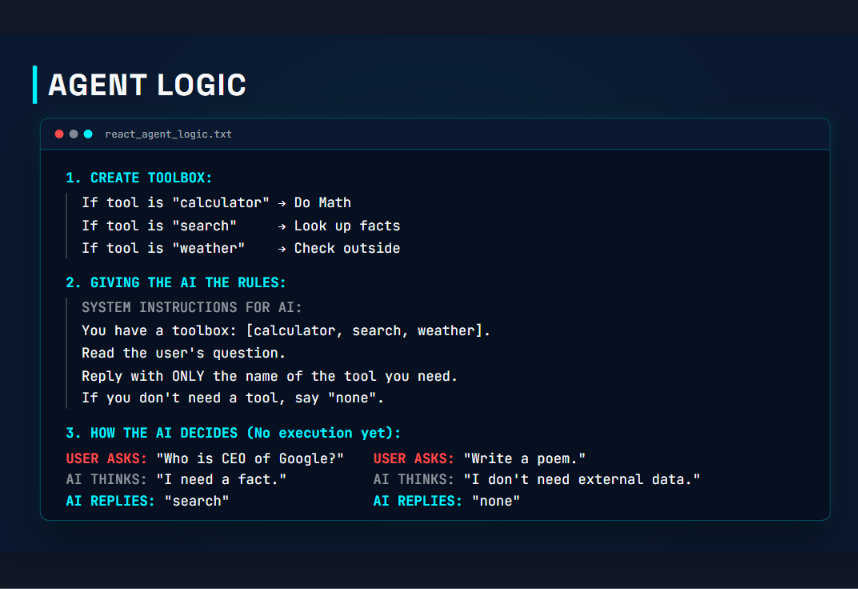 AGENT LOGIC
react_agent_logic.txt
1. CREATE TOOLBOX:
If tool is "calculator" → Do Math
If tool is "search" → Look up facts
If tool is "weather" → Check outside
2. GIVING THE AI THE RULES:
SYSTEM INSTRUCTIONS FOR AI:
You have a toolbox: [calculator, search, weather].
Read the user's question.
Reply with ONLY the name of the tool you need.
If you don't need a tool, say "none".
3. HOW THE AI DECIDES (No execution yet):
USER ASKS: "Who is CEO of Google?"
AI THINKS: "I need a fact."
AI REPLIES: "search"
USER ASKS: "Write a poem."
AI THINKS: "I don't need external data."
AI REPLIES: "none"